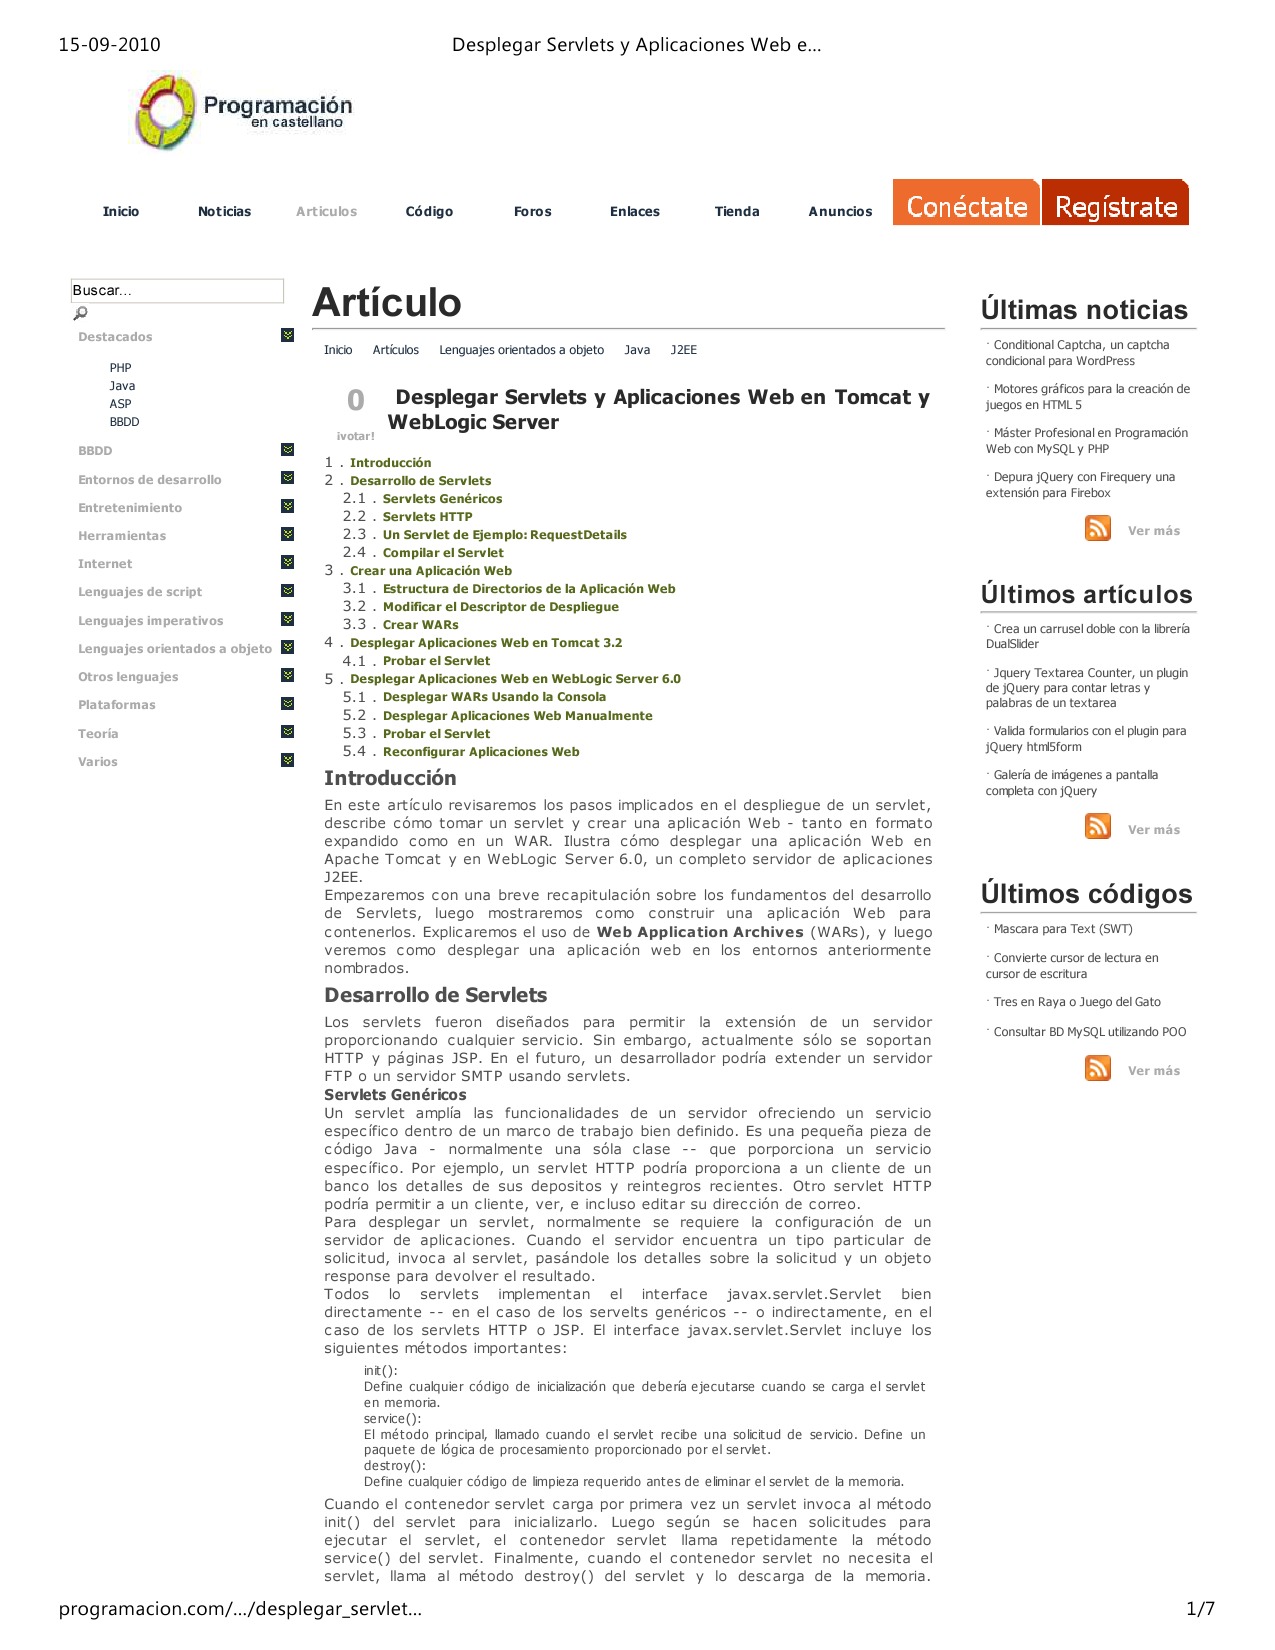 15-09-2010
Desplegar Servlets y Aplicaciones Web e...
Programación
en castellano
Inicio
Noticias
Articulos
Código
Foros
Enlaces
Tienda
Anuncios
Conéctate
Regístrate
Buscar...
Destacados
PHP
Java
ASP
BBDD
BBDD
Entornos de desarrollo
Entretenimiento
Herramientas
Internet
Lenguajes de script
Lenguajes imperativos
Lenguajes orientados a objeto
Otros lenguajes
Plataformas
Teoría
Varios
Artículo
Inicio Artículos Lenguajes orientados a objeto Java J2EE
0
¡votar!
Desplegar Servlets y Aplicaciones Web en Tomcat y
WebLogic Server
1 . Introducción
2 . Desarrollo de Servlets
2.1 . Servlets Genéricos
2.2 . Servlets HTTP
2.3 . Un Servlet de Ejemplo: RequestDetails
2.4 . Compilar el Servlet
3 . Crear una Aplicación Web
3.1 . Estructura de Directorios de la Aplicación Web
3.2 . Modificar el Descriptor de Despliegue
3.3 . Crear WARs
4 . Desplegar Aplicaciones Web en Tomcat 3.2
4.1 . Probar el Servlet
5 . Desplegar Aplicaciones Web en WebLogic Server 6.0
5.1 . Desplegar WARs Usando la Consola
5.2 . Desplegar Aplicaciones Web Manualmente
5.3 . Probar el Servlet
5.4 . Reconfigurar Aplicaciones Web
Introducción
En este artículo revisaremos los pasos implicados en el despliegue de un servlet,
describe cómo tomar un servlet y crear una aplicación Web - tanto en formato
expandido como en un WAR. Ilustra cómo desplegar una aplicación Web en
Apache Tomcat y en WebLogic Server 6.0, un completo servidor de aplicaciones
J2EE.
Empezaremos con una breve recapitulación sobre los fundamentos del desarrollo
de Servlets, luego mostraremos como construir una aplicación Web para
contenerlos. Explicaremos el uso de Web Application Archives (WARs), y luego
veremos como desplegar una aplicación web en los entornos anteriormente
nombrados.
Desarrollo de Servlets
Los servlets fueron diseñados para permitir la extensión de un servidor
proporcionando cualquier servicio. Sin embargo, actualmente sólo se soportan
HTTP y páginas JSP. En el futuro, un desarrollador podría extender un servidor
FTP o un servidor SMTP usando servlets.
Servlets Genéricos
Un servlet amplía las funcionalidades de un servidor ofreciendo un servicio
específico dentro de un marco de trabajo bien definido. Es una pequeña pieza de
código Java - normalmente una sóla clase -- que porporciona un servicio
específico. Por ejemplo, un servlet HTTP podría proporciona a un cliente de un
banco los detalles de sus depositos y reintegros recientes. Otro servlet HTTP
podría permitir a un cliente, ver, e incluso editar su dirección de correo.
Para desplegar un servlet, normalmente se requiere la configuración de un
servidor de aplicaciones. Cuando el servidor encuentra un tipo particular de
solicitud, invoca al servlet, pasándole los detalles sobre la solicitud y un objeto
response para devolver el resultado.
Todos lo servlets implementan el interface javax.servlet.Servlet bien
directamente -- en el caso de los servelts genéricos -- o indirectamente, en el
caso de los servlets HTTP o JSP. El interface javax.servlet.Servlet incluye los
siguientes métodos importantes:
init():
Define cualquier código de inicialización que debería ejecutarse cuando se carga el servlet
en memoria.
service():
El método principal, llamado cuando el servlet recibe una solicitud de servicio. Define un
paquete de lógica de procesamiento proporcionado por el servlet.
destroy():
Define cualquier código de limpieza requerido antes de eliminar el servlet de la memoria.
Cuando el contenedor servlet carga por primera vez un servlet invoca al método
init() del servlet para inicializarlo. Luego según se hacen solicitudes para
ejecutar el servlet, el contenedor servlet llama repetidamente la método
service() del servlet. Finalmente, cuando el contenedor servlet no necesita el
servlet, llama al método destroy() del servlet y lo descarga de la memoria.
Últimas noticias
· Conditional Captcha, un captcha
condicional para WordPress
· Motores gráficos para la creación de
juegos en HTML 5
· Máster Profesional en Programación
Web con MySQL y PHP
· Depura jQuery con Firequery una
extensión para Firebox
Ver más
Últimos artículos
· Crea un carrusel doble con la librería
DualSlider
· Jquery Textarea Counter, un plugin
de jQuery para contar letras y
palabras de un textarea
· Valida formularios con el plugin para
jQuery html5form
· Galería de imágenes a pantalla
completa con jQuery
Ver más
Últimos códigos
· Mascara para Text (SWT)
· Convierte cursor de lectura en
cursor de escritura
· Tres en Raya o Juego del Gato
· Consultar BD MySQL utilizando POO
Ver más
programacion.com/.../desplegar_servlet...
1/7